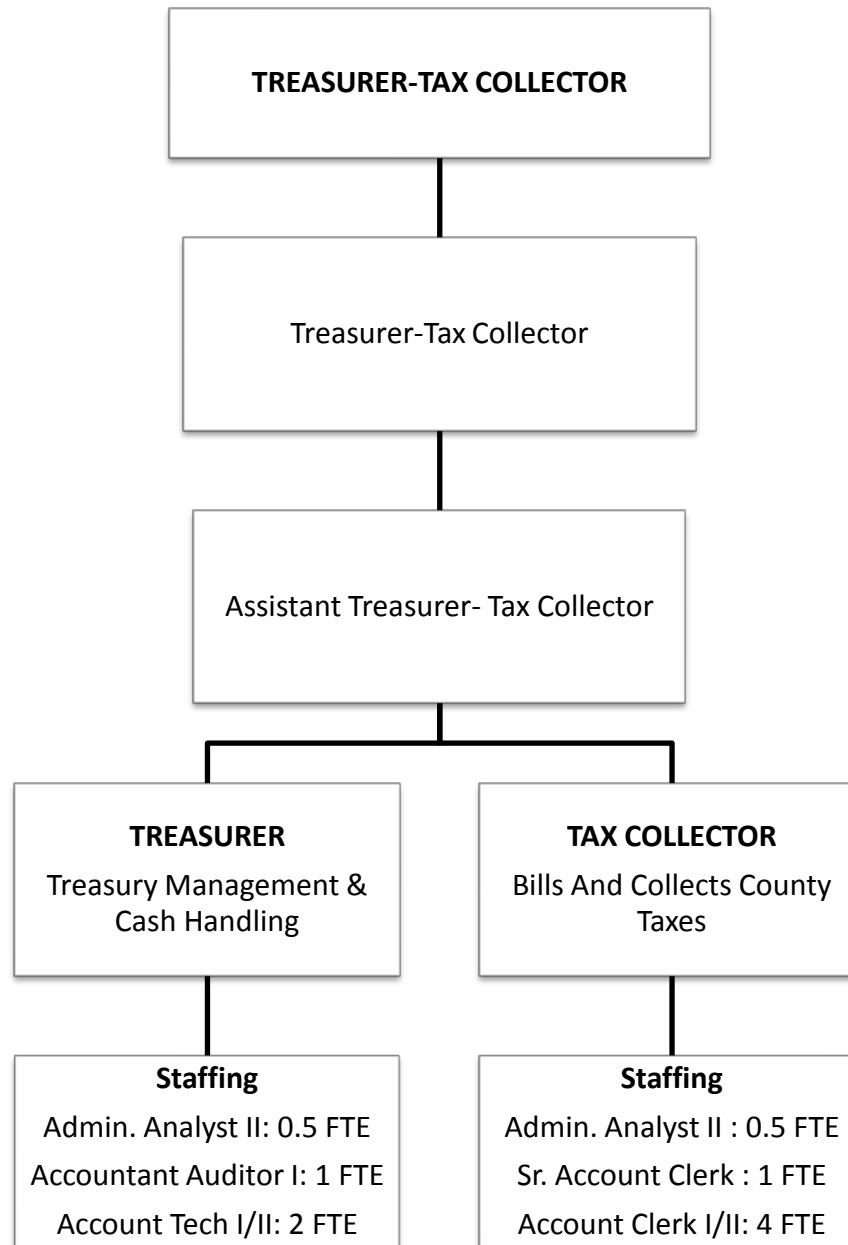 TREASURER-TAX COLLECTOR
Treasurer-Tax Collector
Assistant Treasurer- Tax Collector
TREASURER
Treasury Management &
Cash Handling
TAX COLLECTOR
Bills And Collects County
Taxes
Staffing
Admin. Analyst II: 0.5 FTE
Accountant Auditor I: 1 FTE
Account Tech I/II: 2 FTE
Staffing
Admin. Analyst II : 0.5 FTE
Sr. Account Clerk : 1 FTE
Account Clerk I/II: 4 FTE